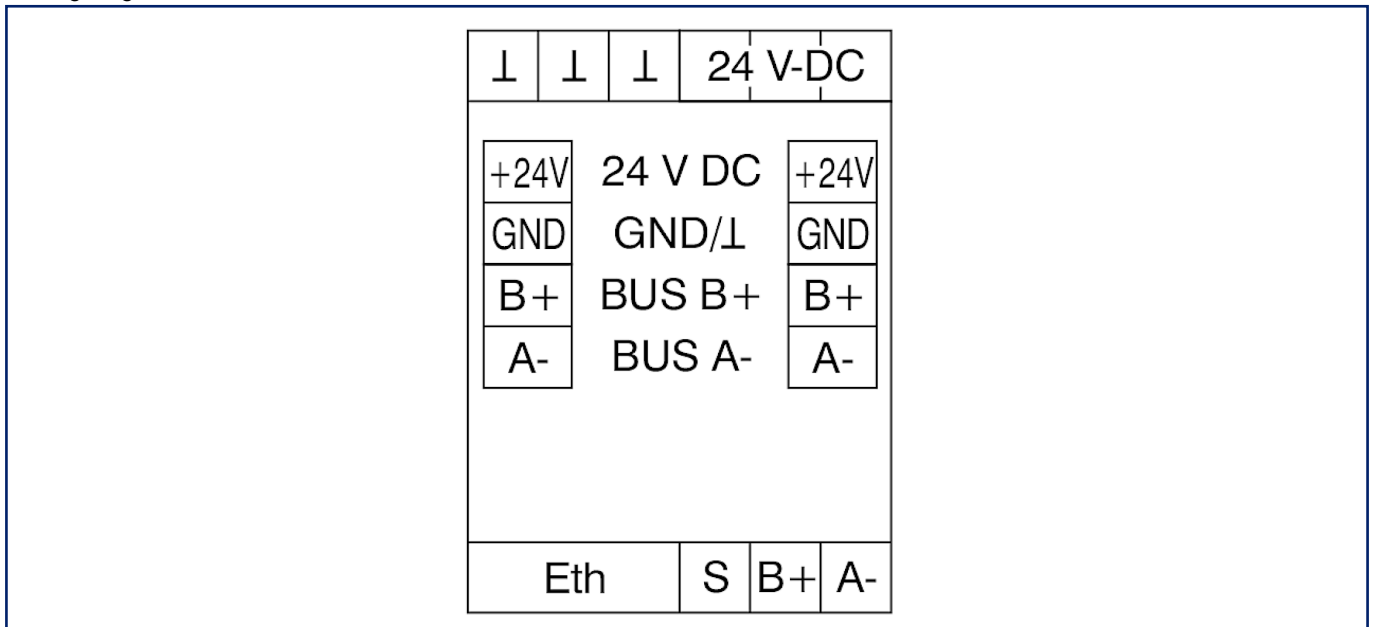 ⊥ ⊥ ⊥ 24 V-DC
+24V 24 V DC +24V
GND GND/⊥ GND
B+ BUS B+ B+
A- BUS A- A-
Eth S B+ A-